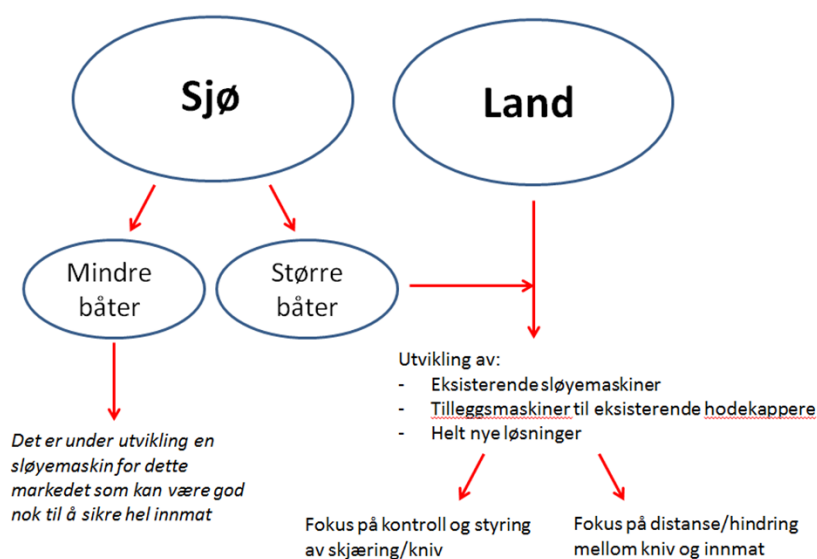 Sjø
Land
Mindre
båter
Større
båter
Utvikling av:
- Eksisterende sløyemaskiner
- Tilleggsmaskiner til eksisterende hodekappere
- Helt nye løsninger
Det er under utvikling en
sløyemaskin for dette
markedet som kan være god
nok til å sikre hel innmat
Fokus på kontroll og styring
av skjæring/kniv
Fokus på distanse/hindring
mellom kniv og innmat